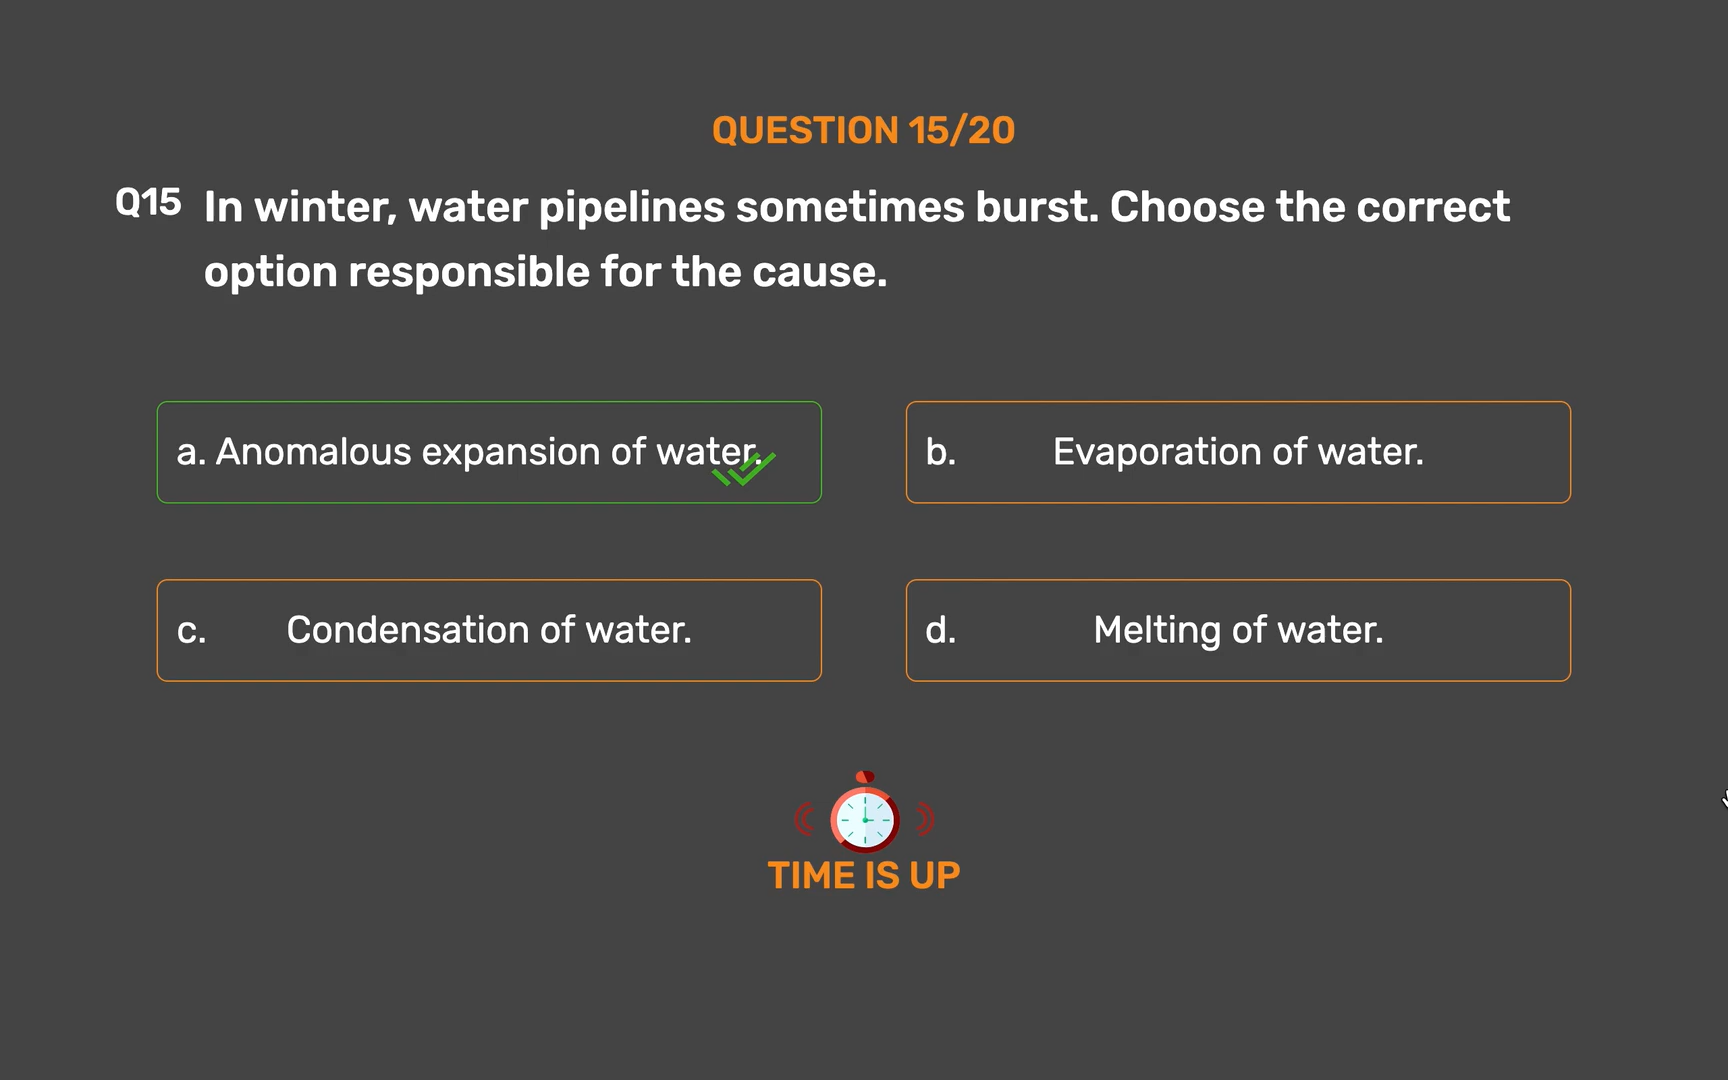 QUESTION 15/20
Q15 In winter, water pipelines sometimes burst. Choose the correct
option responsible for the cause.
a. Anomalous expansion of water.
b. Evaporation of water.
c. Condensation of water.
d. Melting of water.
TIME IS UP